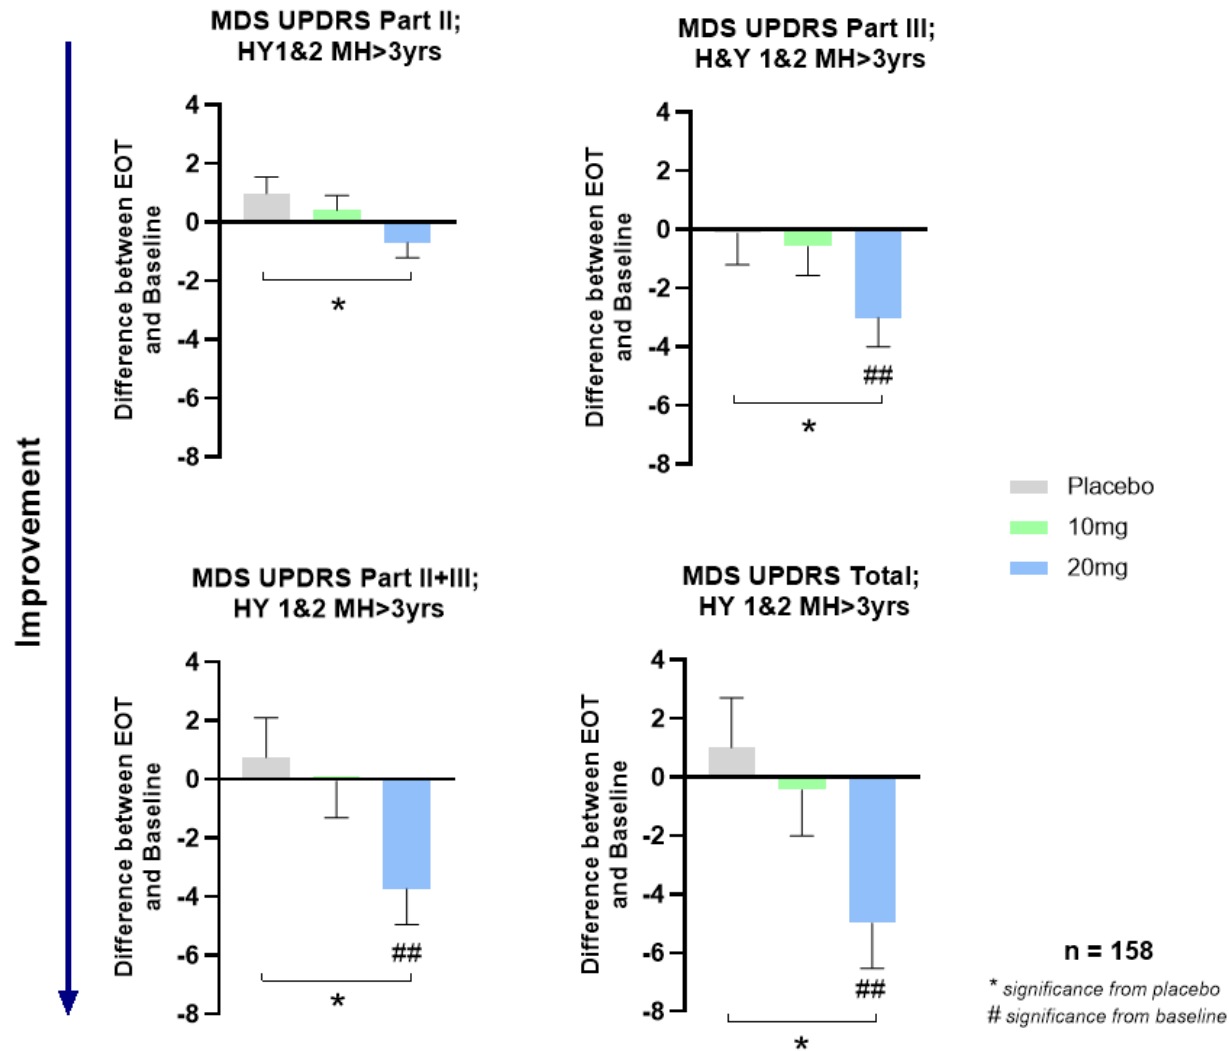 MDS UPDRS Part II;
HY1&2 MH>3yrs
4
2
0
-2
-4
-6
-8
Difference between EOT
and Baseline
*
MDS UPDRS Part III;
H&Y 1&2 MH>3yrs
4
2
0
-2
-4
-6
-8
Difference between EOT
and Baseline
##
*
Improvement
Placebo
10mg
20mg
MDS UPDRS Part II+III;
HY 1&2 MH>3yrs
4
2
0
-2
-4
-6
-8
Difference between EOT
and Baseline
##
*
MDS UPDRS Total;
HY 1&2 MH>3yrs
4
2
0
-2
-4
-6
-8
Difference between EOT
and Baseline
##
*
n = 158
* significance from placebo
# significance from baseline